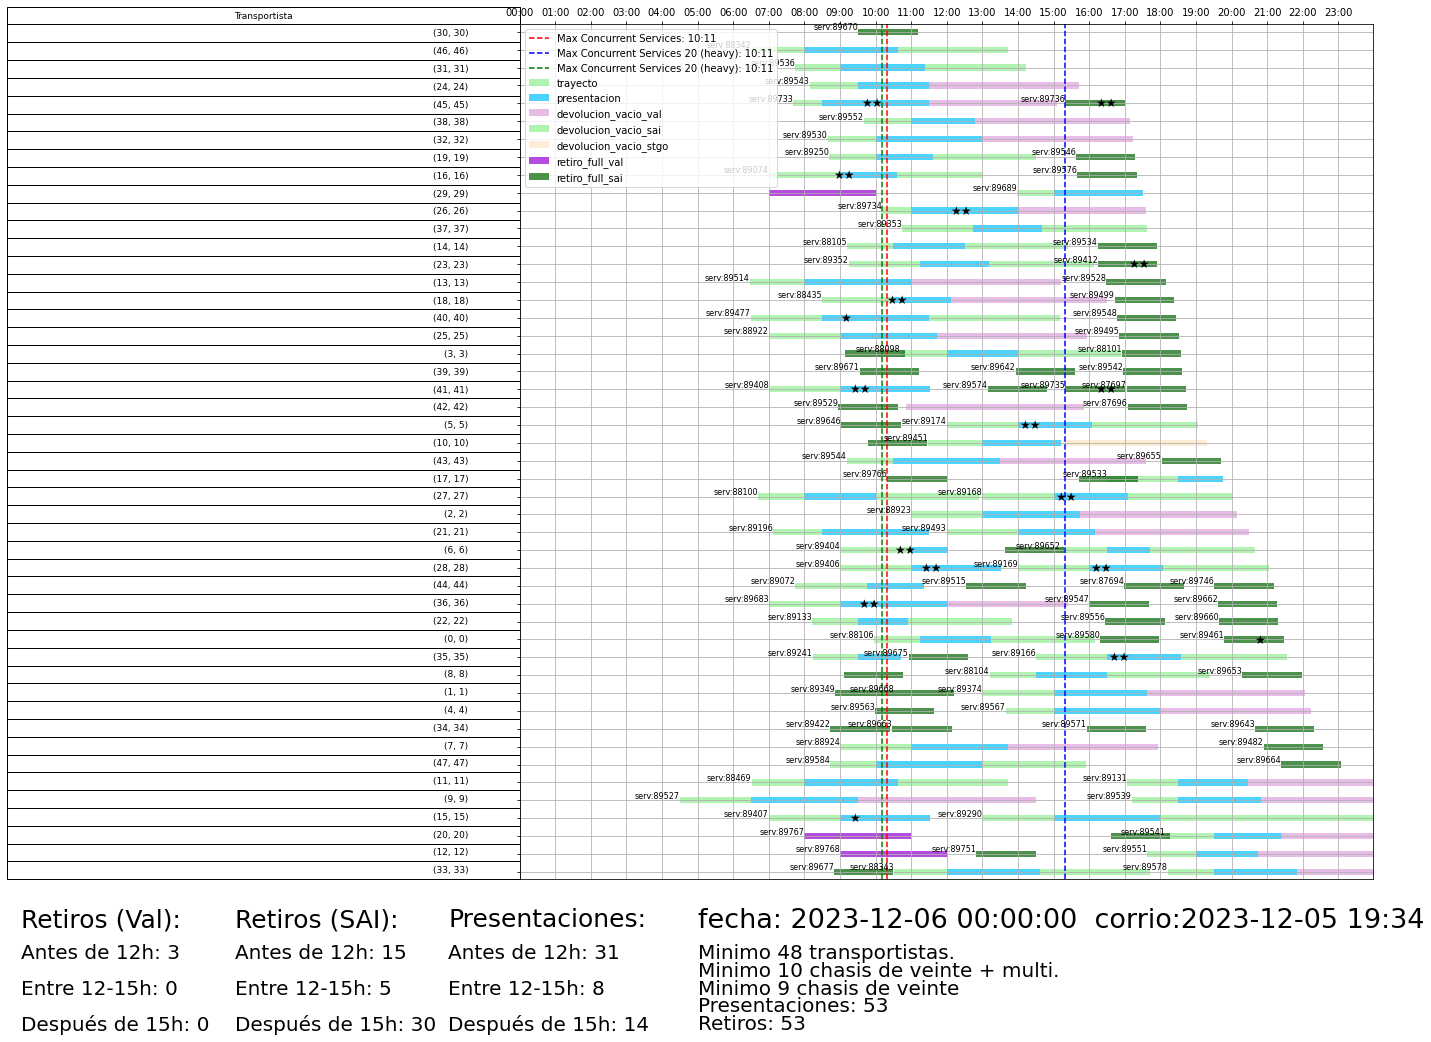 Transportista
00:00 01:00 02:00 03:00 04:00 05:00 06:00 07:00 08:00 09:00 10:00 11:00 12:00 13:00 14:00 15:00 16:00 17:00 18:00 19:00 20:00 21:00 22:00 23:00
Max Concurrent Services: 10:11
Max Concurrent Services 20 (heavy): 10:11
Max Concurrent Services 20 (heavy): 10:11
trayecto
presentacion
devolucion_vacio_val
devolucion_vacio_sai
devolucion_vacio_stgo
retiro_full_val
retiro_full_sai
(30, 30) serv:89670
(46, 46) serv:88342
(31, 31) 9536
(24, 24) serv:89543
(45, 45) serv:89733 serv:89736
(38, 38) serv:89552
(32, 32) serv:89530
(19, 19) serv:89250 serv:89546
(16, 16) serv:89074 serv:89576
(29, 29) serv:89689
(26, 26) serv:89734
(37, 37) serv:89353
(14, 14) serv:88105 serv:89534
(23, 23) serv:89352 serv:89412
(13, 13) serv:89514 serv:89528
(18, 18) serv:88435 serv:89499
(40, 40) serv:89477 serv:89548
(25, 25) serv:88922 serv:89495
(3, 3) serv:88098 serv:88101
(39, 39) serv:89671 serv:89642 serv:89542
(41, 41) serv:89408 serv:89574 serv:89735 serv:87697
(42, 42) serv:89529 serv:87696
(5, 5) serv:89646 serv:89174
(10, 10) serv:89451
(43, 43) serv:89544 serv:89655
(17, 17) serv:89766 serv:89533
(27, 27) serv:88100 serv:89168
(2, 2) serv:88923
(21, 21) serv:89196 serv:89493
(6, 6) serv:89404 serv:89652
(28, 28) serv:89406 serv:89169
(44, 44) serv:89072 serv:89515 serv:87694 serv:89746
(36, 36) serv:89683 serv:89547 serv:89662
(22, 22) serv:89133 serv:89556 serv:89660
(0, 0) serv:88106 serv:89580 serv:89461
(35, 35) serv:89241 serv:89675 serv:89166
(8, 8) serv:88104 serv:89653
(1, 1) serv:89349 serv:89668 serv:89374
(4, 4) serv:89563 serv:89567
(34, 34) serv:89422 serv:89663 serv:89571 serv:89643
(7, 7) serv:88924 serv:89482
(47, 47) serv:89584 serv:89664
(11, 11) serv:88469 serv:89131
(9, 9) serv:89527 serv:89539
(15, 15) serv:89407 serv:89290
(20, 20) serv:89767 serv:89541
(12, 12) serv:89768 serv:89751 serv:89551
(33, 33) serv:89677 serv:88343 serv:89578
Retiros (Val):
Antes de 12h: 3
Entre 12-15h: 0
Después de 15h: 0
Retiros (SAI):
Antes de 12h: 15
Entre 12-15h: 5
Después de 15h: 30
Presentaciones:
Antes de 12h: 31
Entre 12-15h: 8
Después de 15h: 14
fecha: 2023-12-06 00:00:00 corrio:2023-12-05 19:34
Minimo 48 transportistas.
Minimo 10 chasis de veinte + multi.
Minimo 9 chasis de veinte
Presentaciones: 53
Retiros: 53